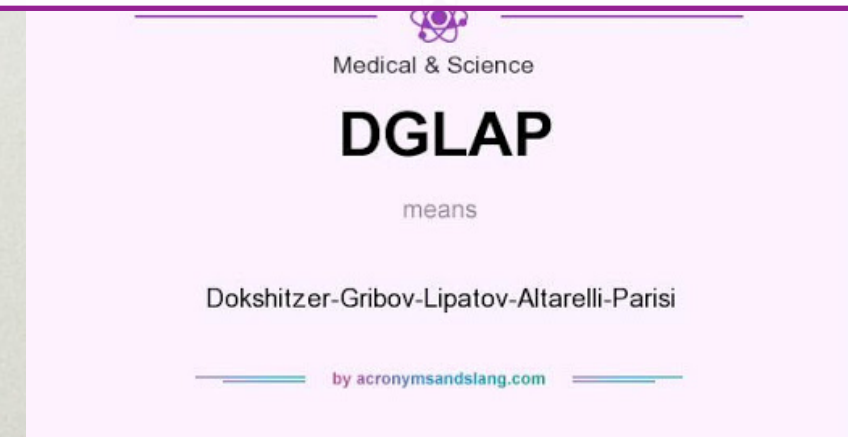 Medical & Science
DGLAP
means
Dokshitzer-Gribov-Lipatov-Altarelli-Parisi
by acronymsandslang.com